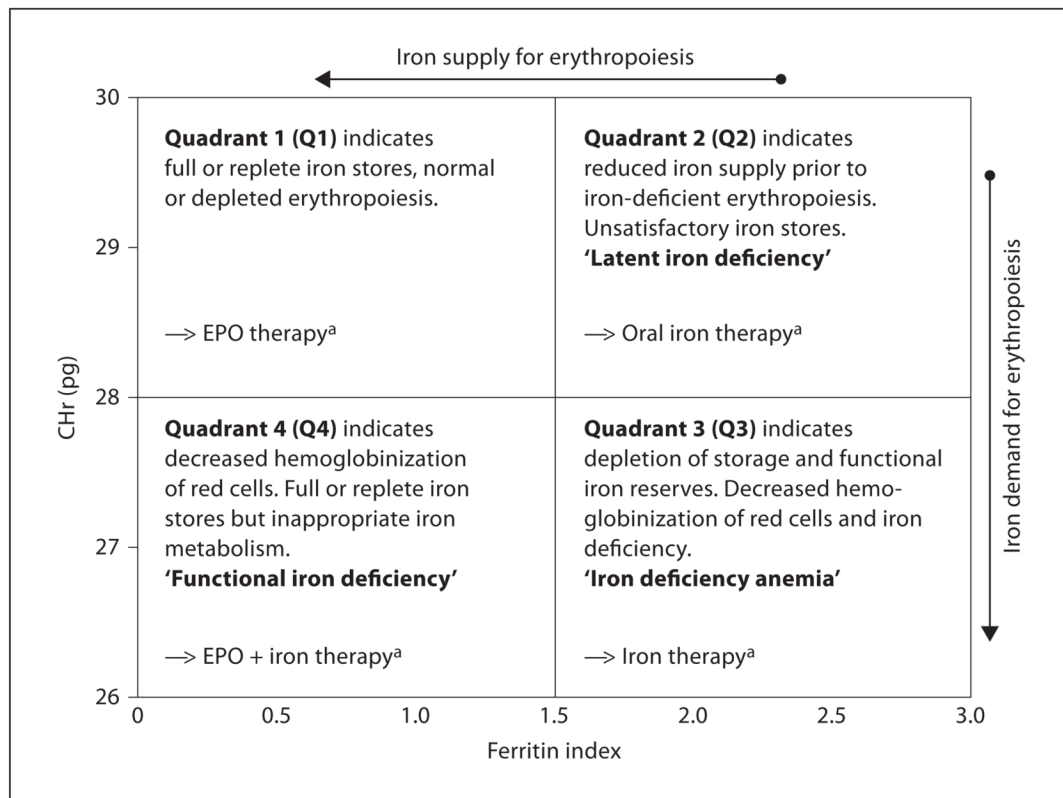 Iron supply for erythropoiesis
30
Quadrant 1 (Q1) indicates
full or replete iron stores, normal
or depleted erythropoiesis.
—> EPO therapyᵃ
Quadrant 2 (Q2) indicates
reduced iron supply prior to
iron-deficient erythropoiesis.
Unsatisfactory iron stores.
‘Latent iron deficiency’
—> Oral iron therapyᵃ
29
28
CHr (pg)
Iron demand for erythropoiesis
Quadrant 4 (Q4) indicates
decreased hemoglobinization
of red cells. Full or replete iron
stores but inappropriate iron
metabolism.
‘Functional iron deficiency’
—> EPO + iron therapyᵃ
Quadrant 3 (Q3) indicates
depletion of storage and functional
iron reserves. Decreased hemo-
globinization of red cells and iron
deficiency.
‘Iron deficiency anemia’
—> Iron therapyᵃ
27
26
0 0.5 1.0 1.5 2.0 2.5 3.0
Ferritin index